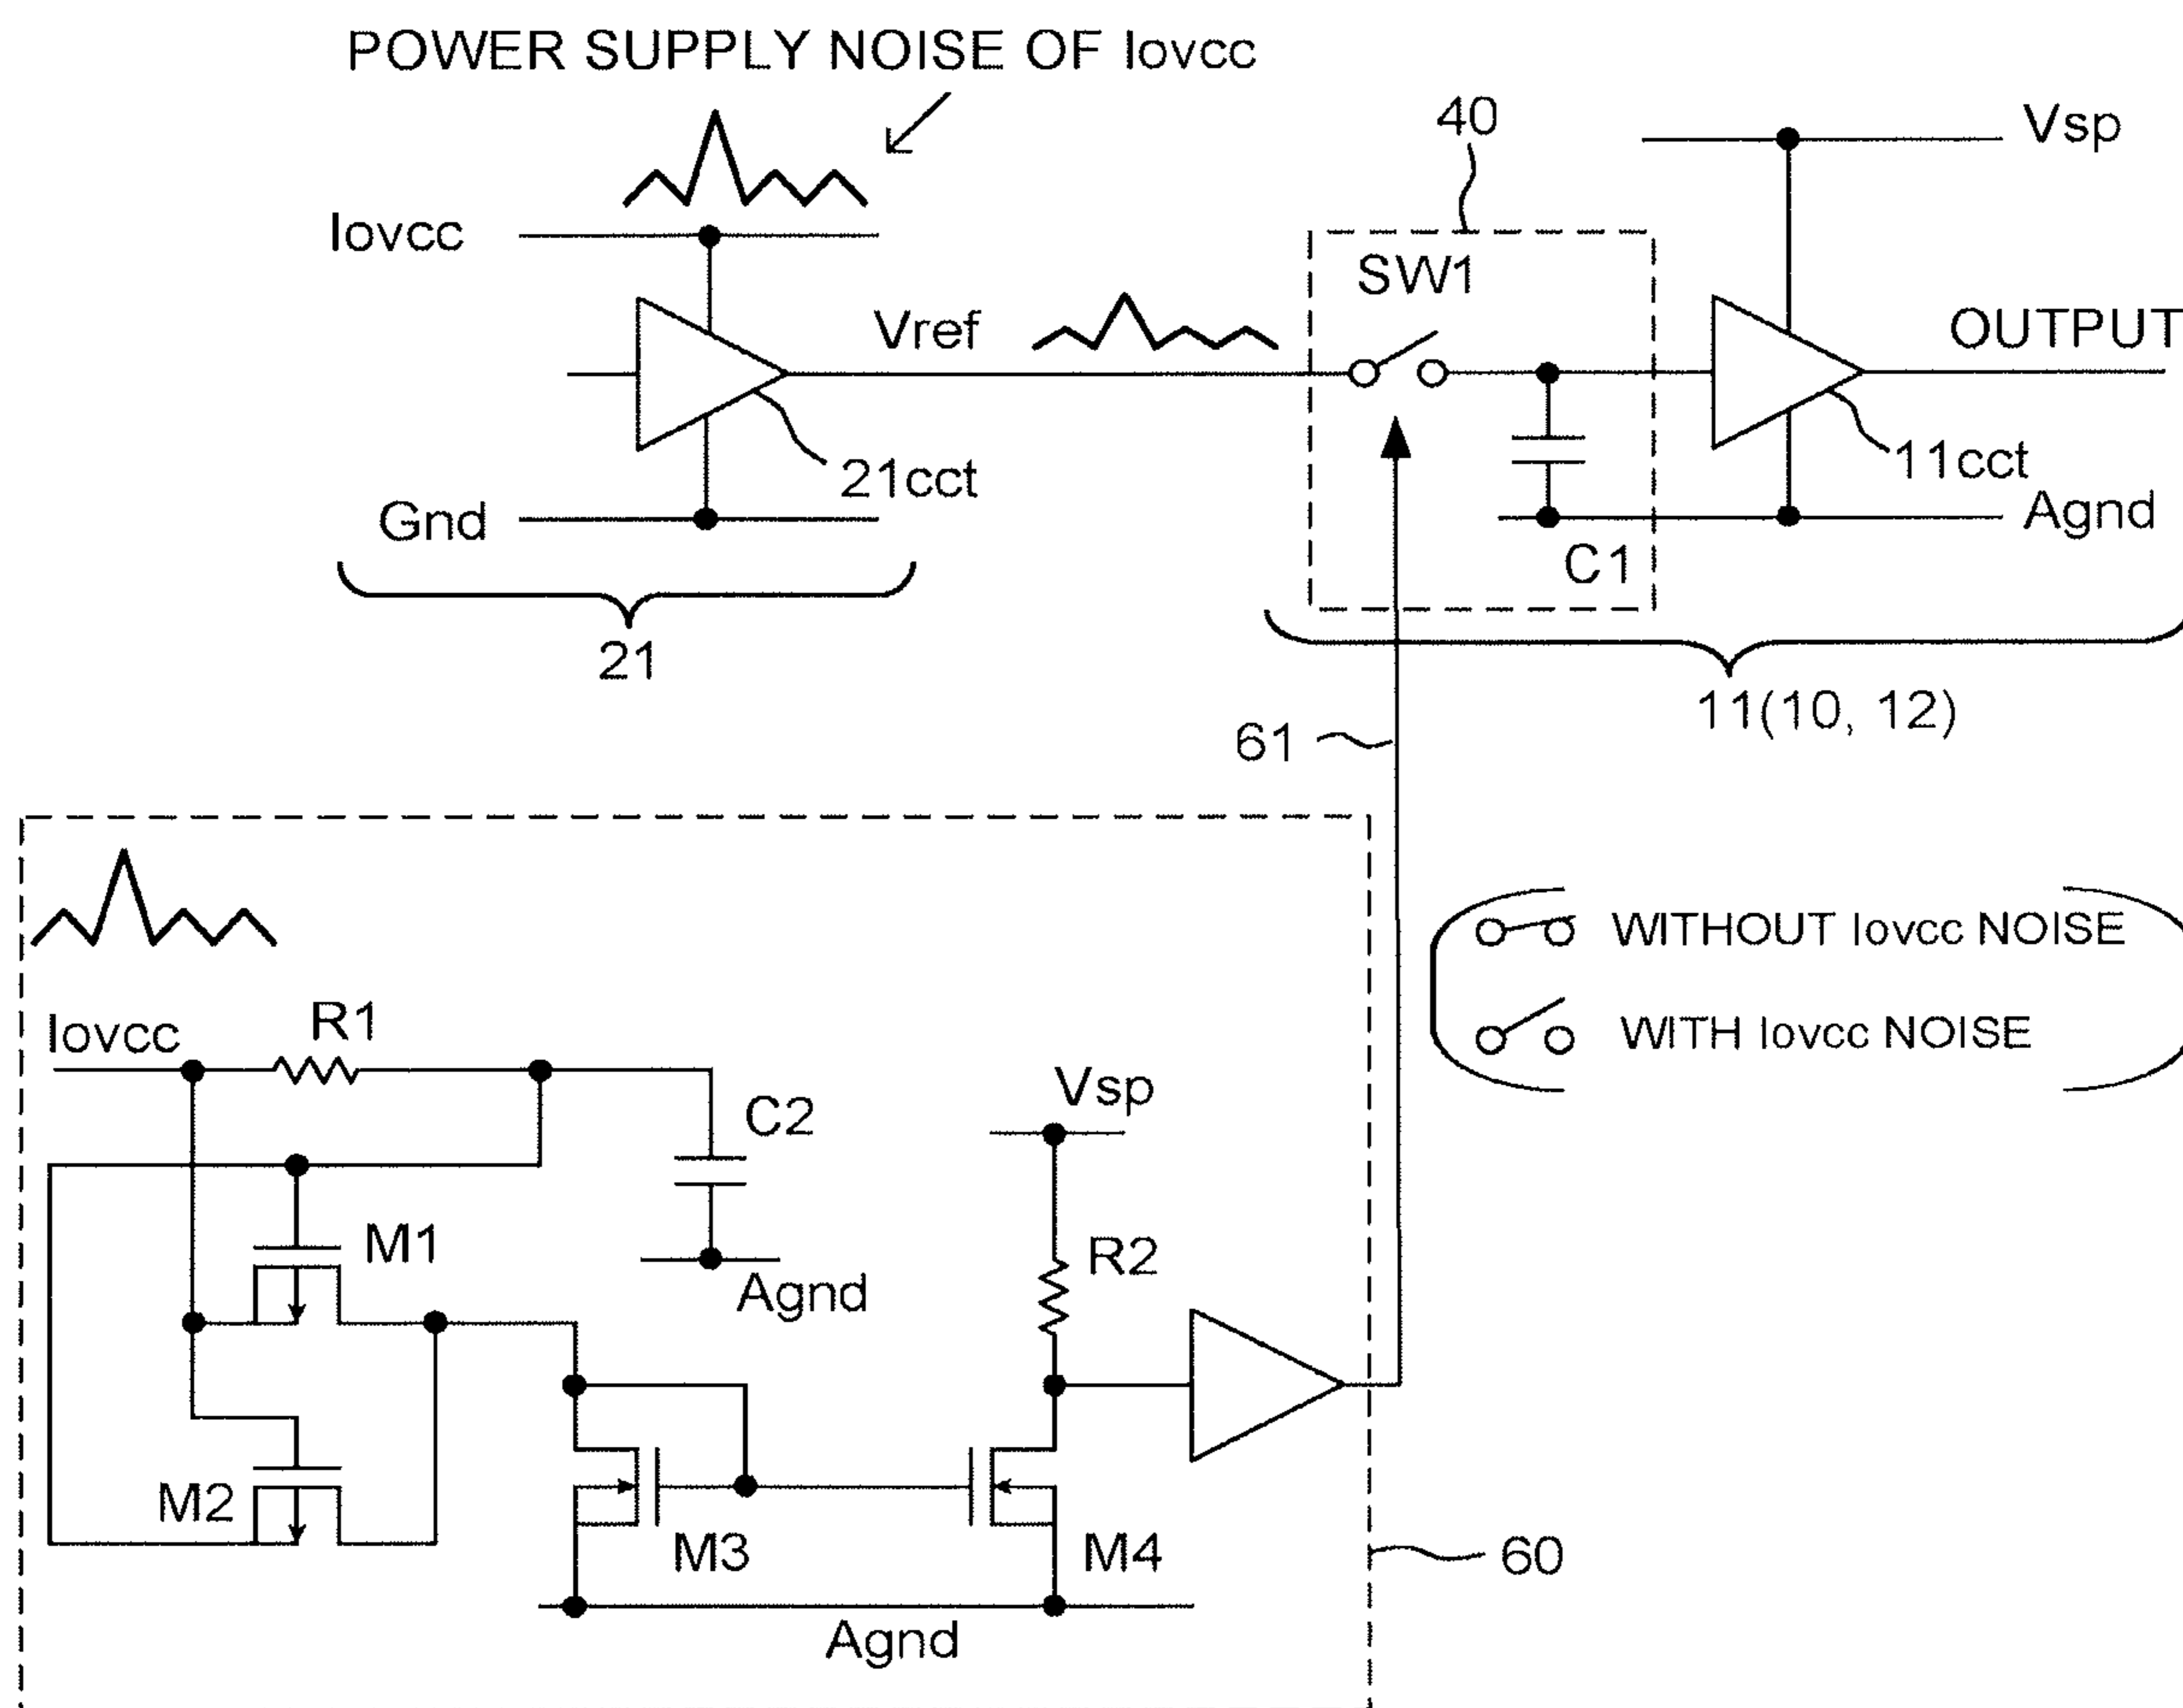 POWER SUPPLY NOISE OF Iovcc
40
Vsp
Iovcc
SW1
Vref
OUTPUT
21cct
11cct
Gnd
Agnd
C1
21
11(10, 12)
61
WITHOUT Iovcc NOISE
Iovcc
R1
WITH Iovcc NOISE
Vsp
C2
M1
R2
Agnd
M2
M3
M4
60
Agnd